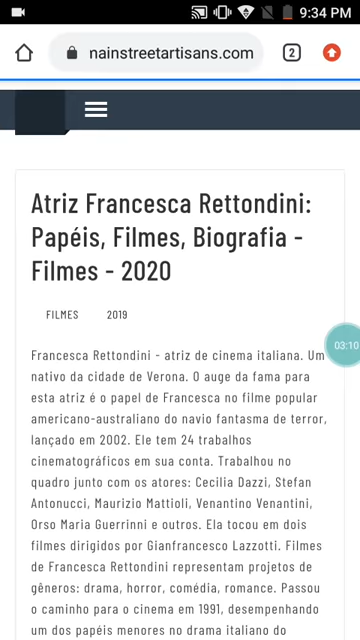 9:34 PM
nainstreetartisans.com
2
Atriz Francesca Rettondini:
Papéis, Filmes, Biografia -
Filmes - 2020
FILMES 2019
03:10
Francesca Rettondini - atriz de cinema italiana. Um
nativo da cidade de Verona. O auge da fama para
esta atriz é o papel de Francesca no filme popular
americano-australiano do navio fantasma de terror,
lançado em 2002. Ele tem 24 trabalhos
cinematográficos em sua conta. Trabalhou no
quadro junto com os atores: Cecilia Dazzi, Stefan
Antonucci, Maurizio Mattioli, Venantino Venantini,
Orso Maria Guerrinni e outros. Ela tocou em dois
filmes dirigidos por Gianfrancesco Lazzotti. Filmes
de Francesca Rettondini representam projetos de
gêneros: drama, horror, comédia, romance. Passou
o caminho para o cinema em 1991, desempenhando
um dos papéis menores no drama italiano do